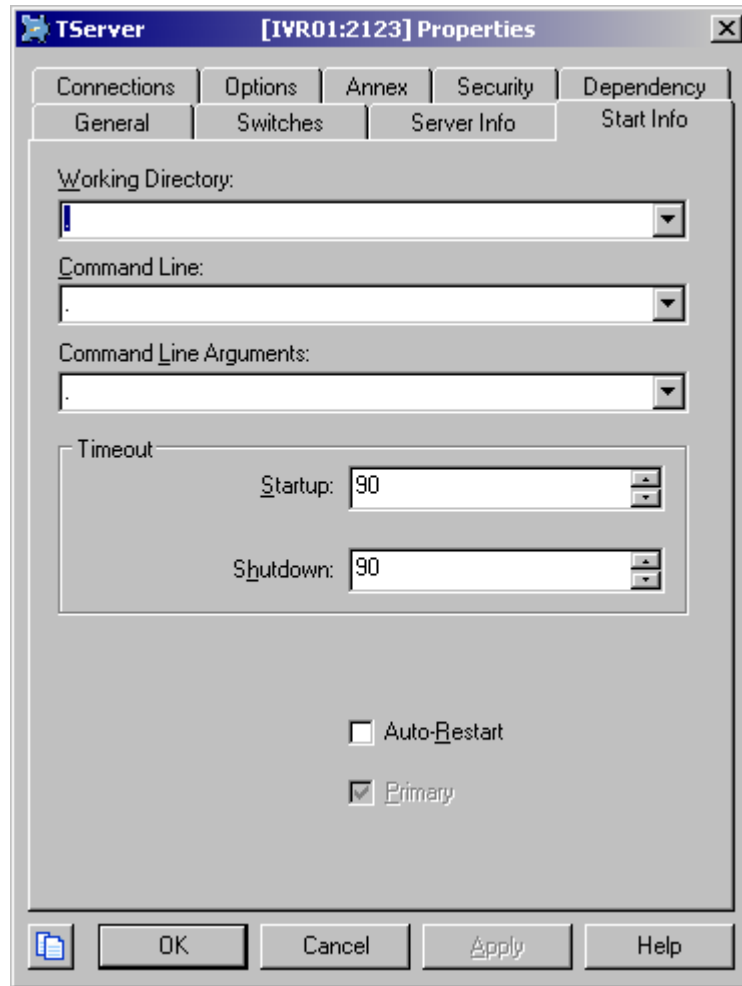 TServer [IVR01:2123] Properties
Connections Options Annex Security Dependency
General Switches Server Info Start Info
Working Directory:
.
Command Line:
.
Command Line Arguments:
.
Timeout
Startup: 90
Shutdown: 90
Auto-Restart
Primary
OK Cancel Apply Help